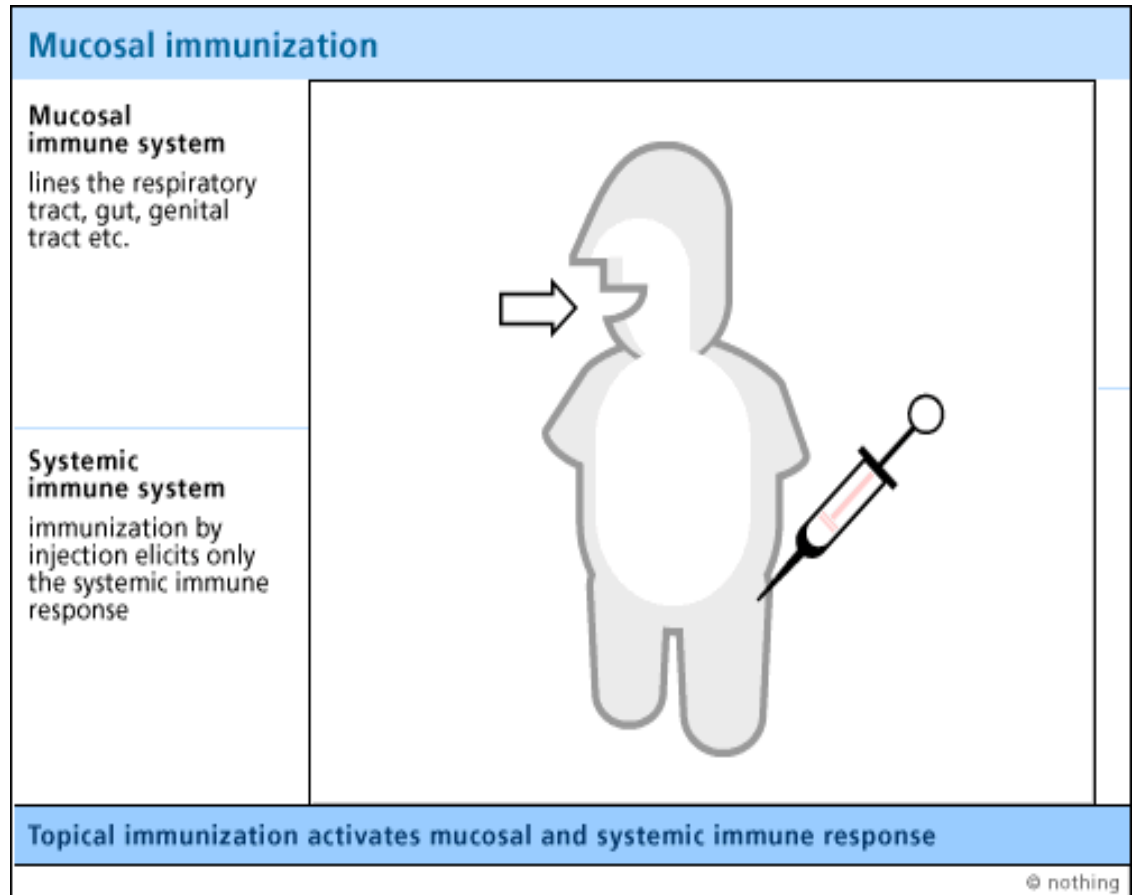 Mucosal immunization
Mucosal
immune system
lines the respiratory
tract, gut, genital
tract etc.
Systemic
immune system
immunization by
injection elicits only
the systemic immune
response
Topical immunization activates mucosal and systemic immune response
© nothing